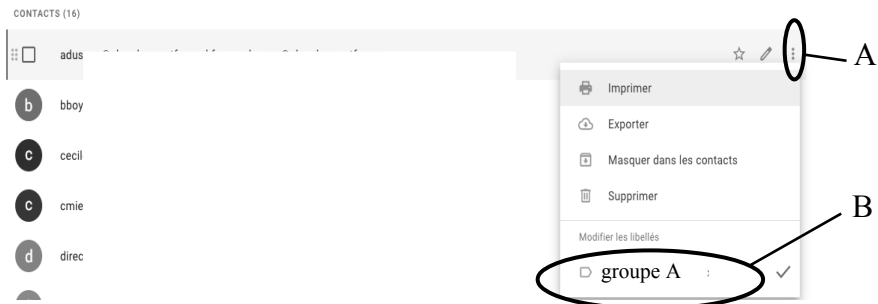 CONTACTS (16)
adus
A
Imprimer
b bboy
Exporter
c cecil
Masquer dans les contacts
c cmie
Supprimer
B
Modifier les libellés
d direc
groupe A